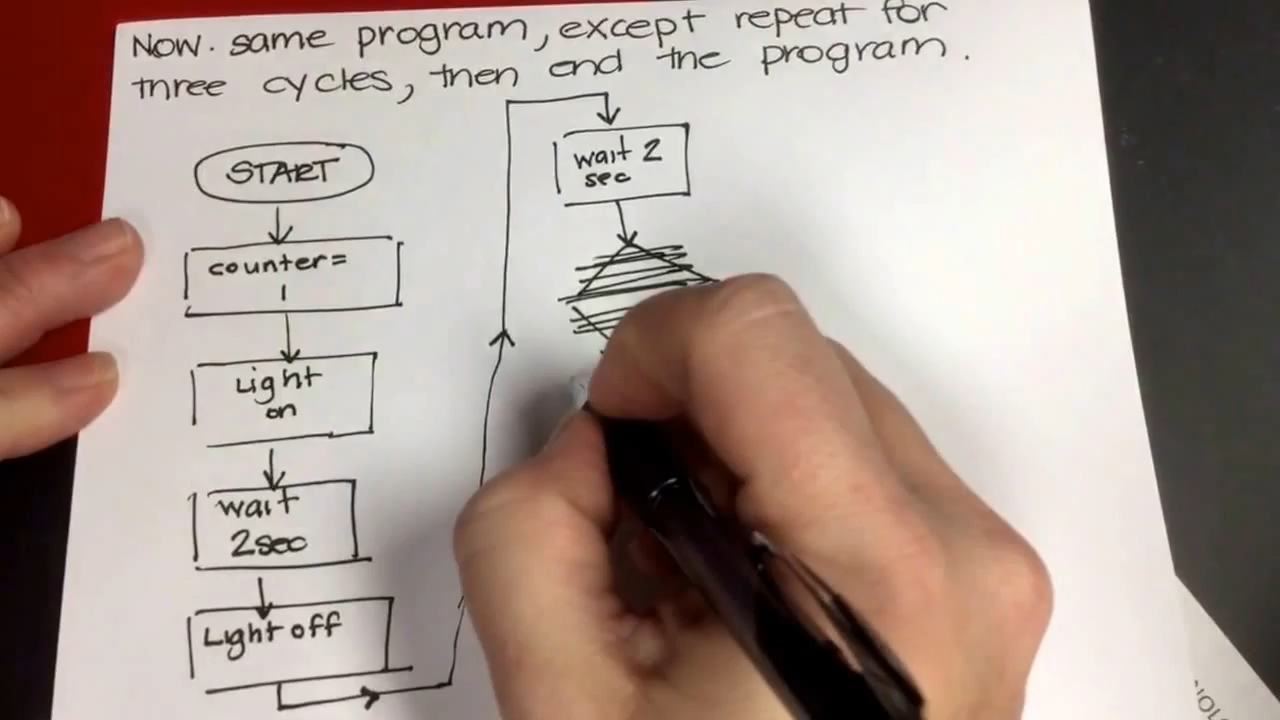 Now. same program, except repeat for
three cycles, then end the program.
START
counter=
1
Light
on
wait
2sec
Light off
wait 2
sec